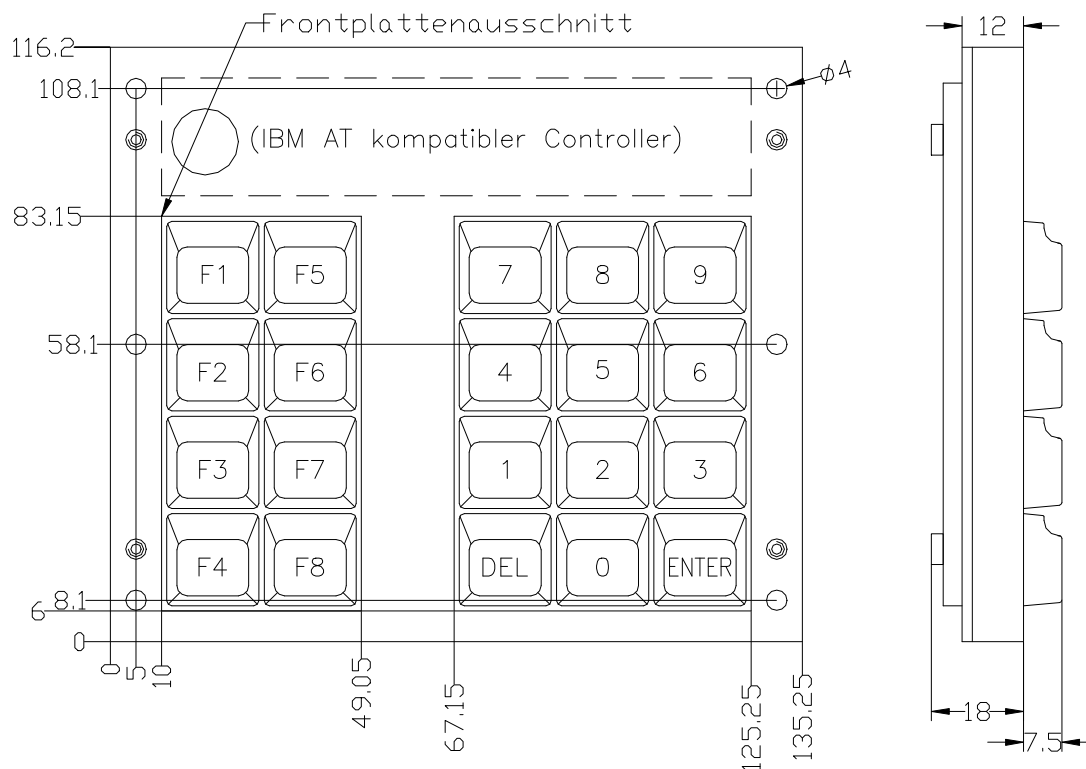 Frontplattenausschnitt
12
116.2
108.1
ø4
(IBM AT kompatibler Controller)
83.15
F1 F5 7 8 9
58.1
F2 F6 4 5 6
F3 F7 1 2 3
F4 F8 DEL 0 ENTER
8.1
6
0
0 5 10 49.05 67.15 125.25 135.25
18
7.5